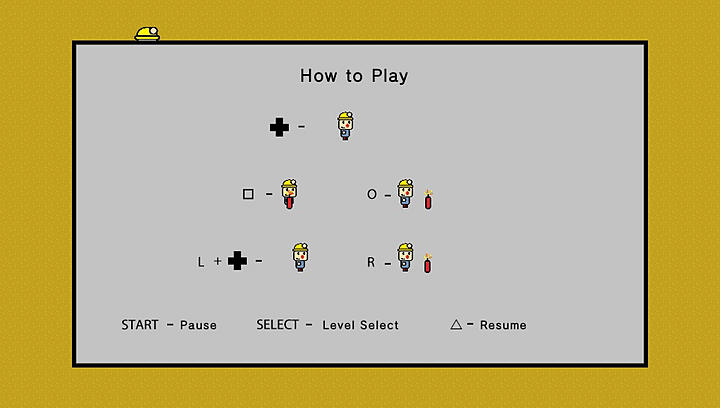 How to Play
-
□ - O -
L + - R -
START - Pause SELECT - Level Select △ - Resume